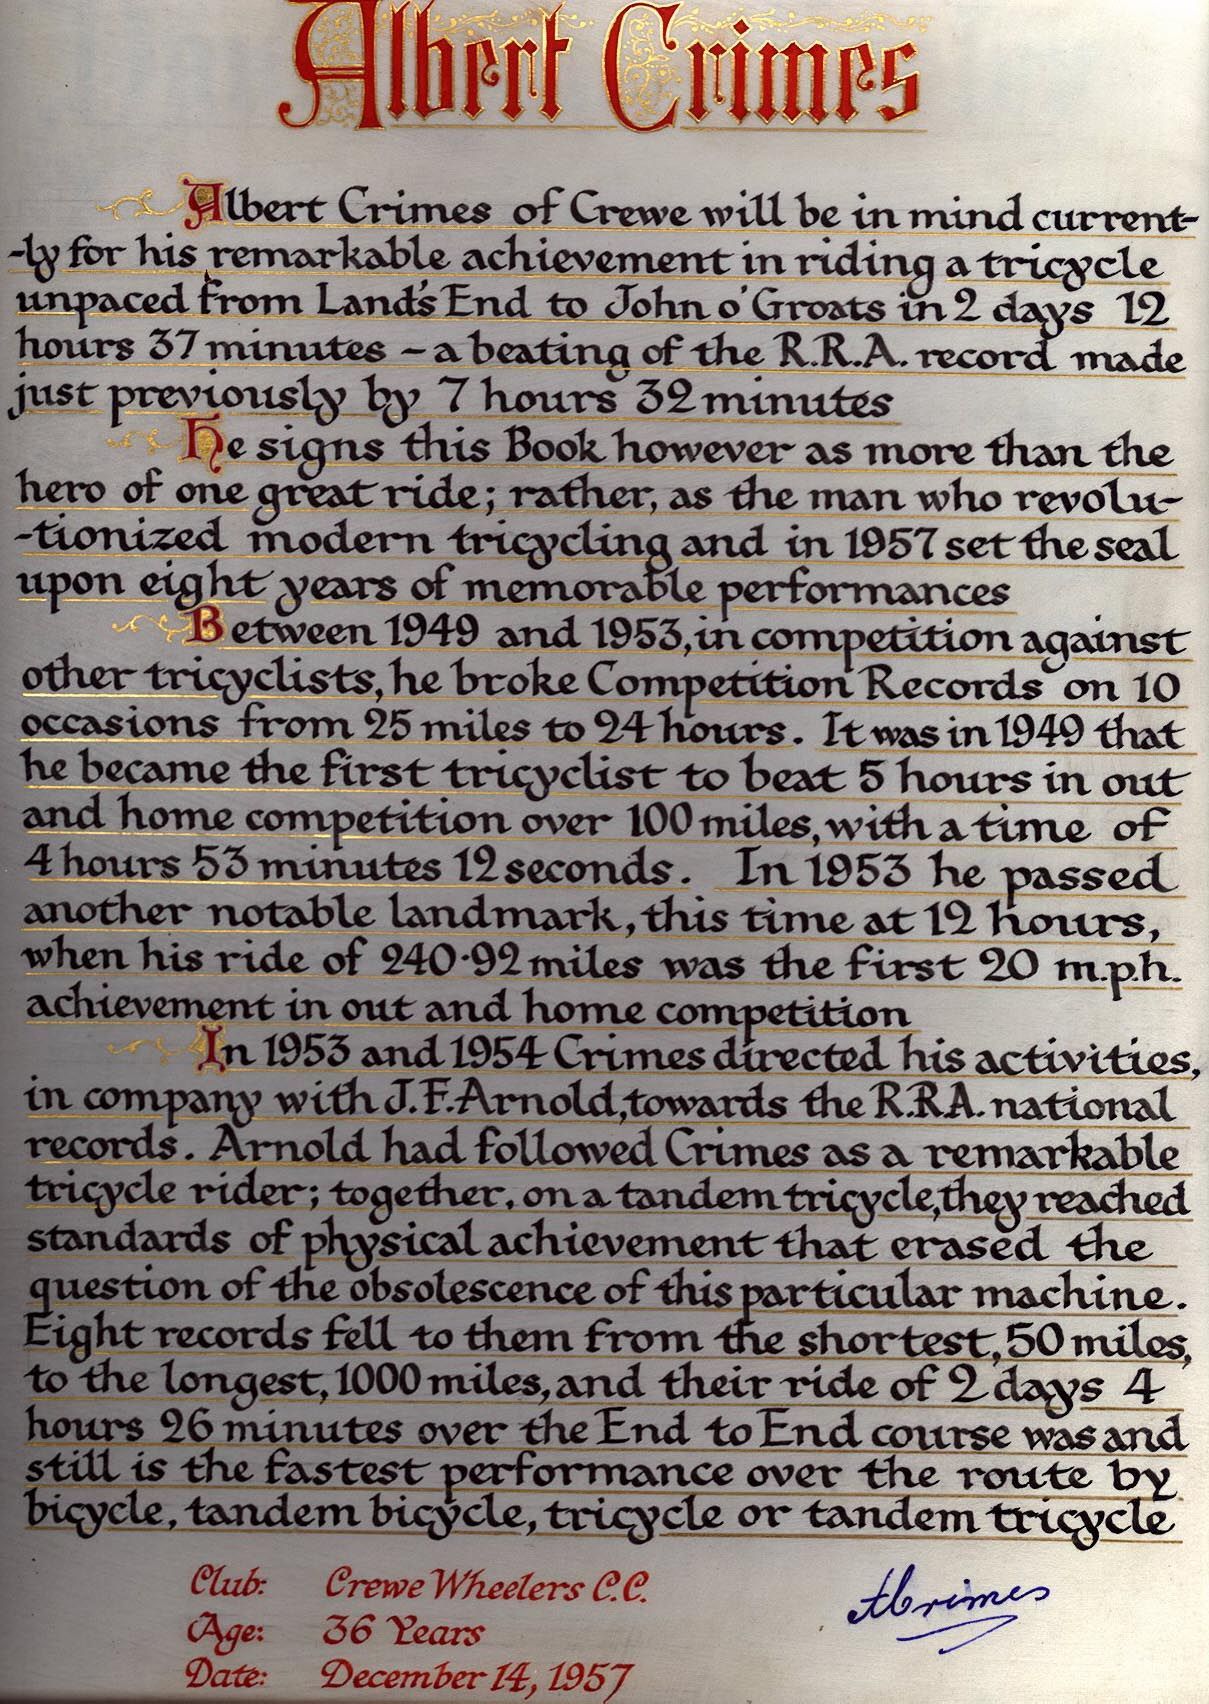 Albert Crimes
Albert Crimes of Crewe will be in mind current-
-ly for his remarkable achievement in riding a tricycle
unpaced from Land's End to John o' Groats in 2 days 12
hours 37 minutes - a beating of the R.R.A. record made
just previously by 7 hours 32 minutes
He signs this Book however as more than the
hero of one great ride; rather, as the man who revolu-
-tionized modern tricycling and in 1957 set the seal
upon eight years of memorable performances
Between 1949 and 1953, in competition against
other tricyclists, he broke Competition Records on 10
occasions from 25 miles to 24 hours. It was in 1949 that
he became the first tricyclist to beat 5 hours in out
and home competition over 100 miles, with a time of
4 hours 53 minutes 12 seconds. In 1953 he passed
another notable landmark, this time at 12 hours,
when his ride of 240·92 miles was the first 20 m.p.h.
achievement in out and home competition
In 1953 and 1954 Crimes directed his activities,
in company with J.F. Arnold, towards the R.R.A. national
records. Arnold had followed Crimes as a remarkable
tricycle rider; together, on a tandem tricycle, they reached
standards of physical achievement that erased the
question of the obsolescence of this particular machine.
Eight records fell to them from the shortest, 50 miles,
to the longest, 1000 miles, and their ride of 2 days 4
hours 26 minutes over the End to End course was and
still is the fastest performance over the route by
bicycle, tandem bicycle, tricycle or tandem tricycle
Club: Crewe Wheelers C.C.
Age: 36 Years
Date: December 14, 1957
A Crimes